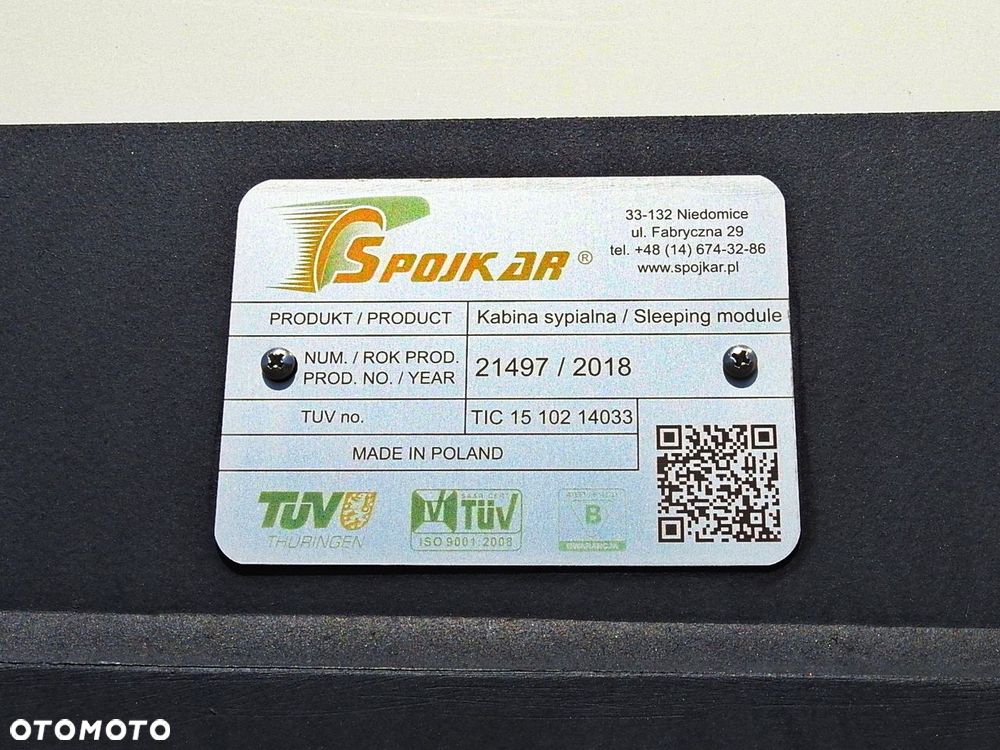 SPOJKAR ®
33-132 Niedomice
ul. Fabryczna 29
tel. +48 (14) 674-32-86
www.spojkar.pl
PRODUKT / PRODUCT
Kabina sypialna / Sleeping module
NUM. / ROK PROD.
PROD. NO. / YEAR
21497 / 2018
TUV no.
TIC 15 102 14033
MADE IN POLAND
TÜV
THÜRINGEN
SAAR CERT
TÜV
ISO 9001:2008
B
OTOMOTO